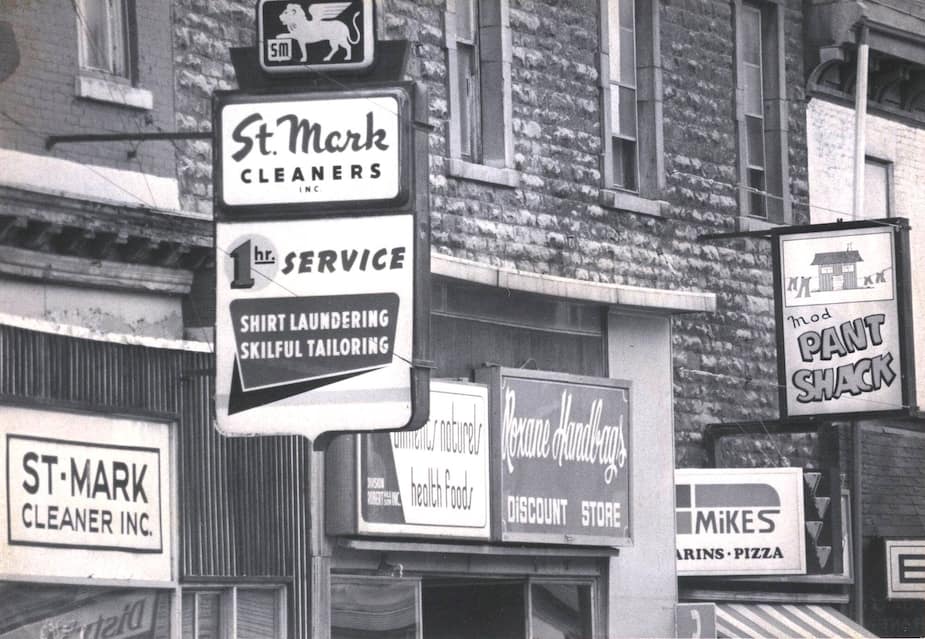 SM
St. Mark
CLEANERS
INC.
1 hr. SERVICE
SHIRT LAUNDERING
SKILFUL TAILORING
ST-MARK
CLEANER INC.
aliments naturels
health foods
DIVISION
Roxane Handbags
DISCOUNT STORE
MiKES
ARINS · PIZZA
mod
PANT
SHACK
E